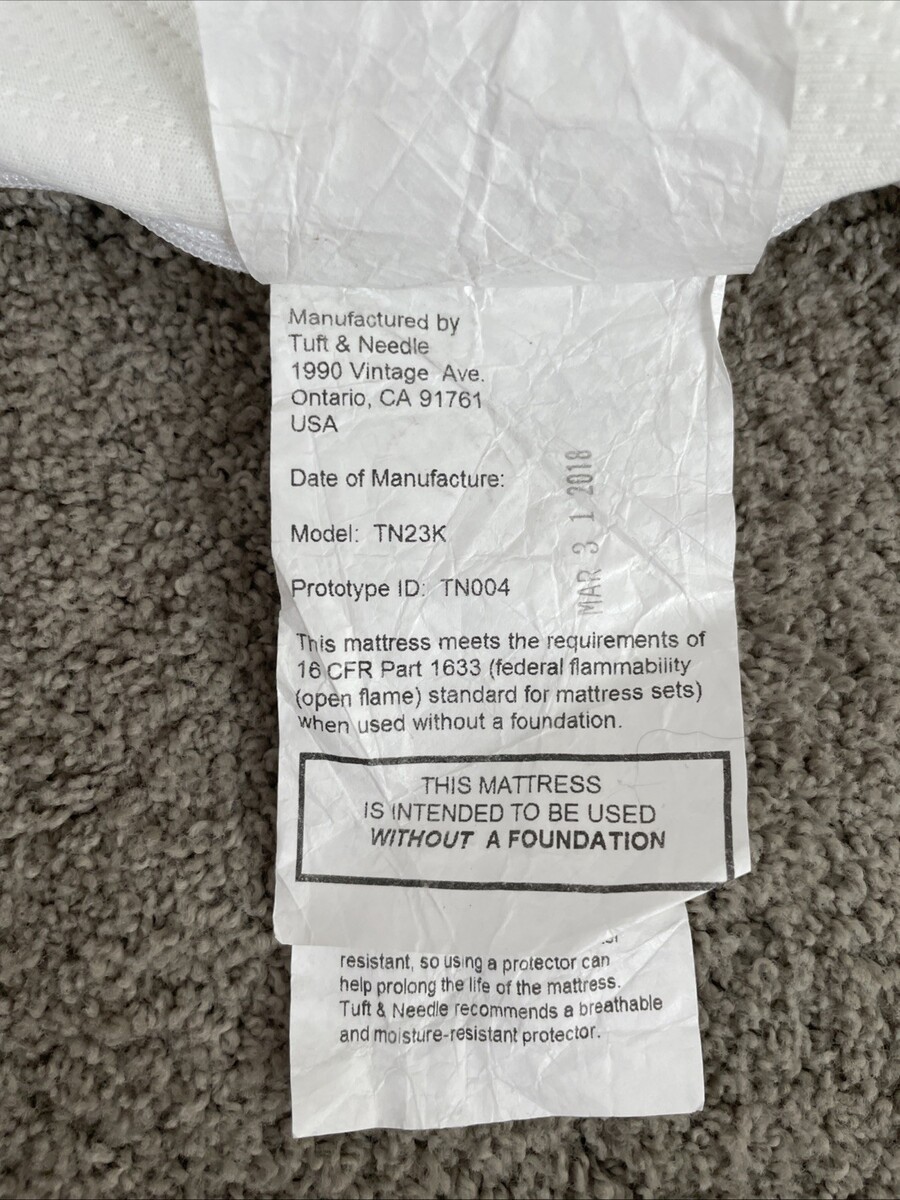 Manufactured by
Tuft & Needle
1990 Vintage Ave.
Ontario, CA 91761
USA
Date of Manufacture:
MAR 31 2018
Model: TN23K
Prototype ID: TN004
This mattress meets the requirements of
16 CFR Part 1633 (federal flammability
(open flame) standard for mattress sets)
when used without a foundation.
THIS MATTRESS
IS INTENDED TO BE USED
WITHOUT A FOUNDATION
resistant, so using a protector can
help prolong the life of the mattress.
Tuft & Needle recommends a breathable
and moisture-resistant protector.